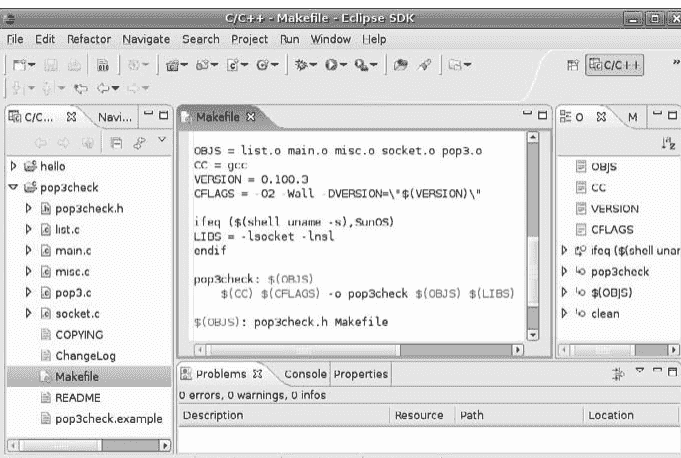 C/C++ - Makefile - Eclipse SDK
File Edit Refactor Navigate Search Project Run Window Help
C/C++
C/C... Navi...
hello
pop3check
pop3check.h
list.c
main.c
misc.c
pop3.c
socket.c
COPYING
ChangeLog
Makefile
README
pop3check.example
Makefile
OBJS = list.o main.o misc.o socket.o pop3.o
CC = gcc
VERSION = 0.100.3
CFLAGS = -O2 -Wall -DVERSION=\"$(VERSION)\"
ifeq ($(shell uname -s),SunOS)
LIBS = -lsocket -lnsl
endif
pop3check: $(OBJS)
$(CC) $(CFLAGS) -o pop3check $(OBJS) $(LIBS)
$(OBJS): pop3check.h Makefile
O M
OBJS
CC
VERSION
CFLAGS
ifeq ($(shell unar
pop3check
$(OBJS)
clean
Problems Console Properties
0 errors, 0 warnings, 0 infos
Description Resource Path Location